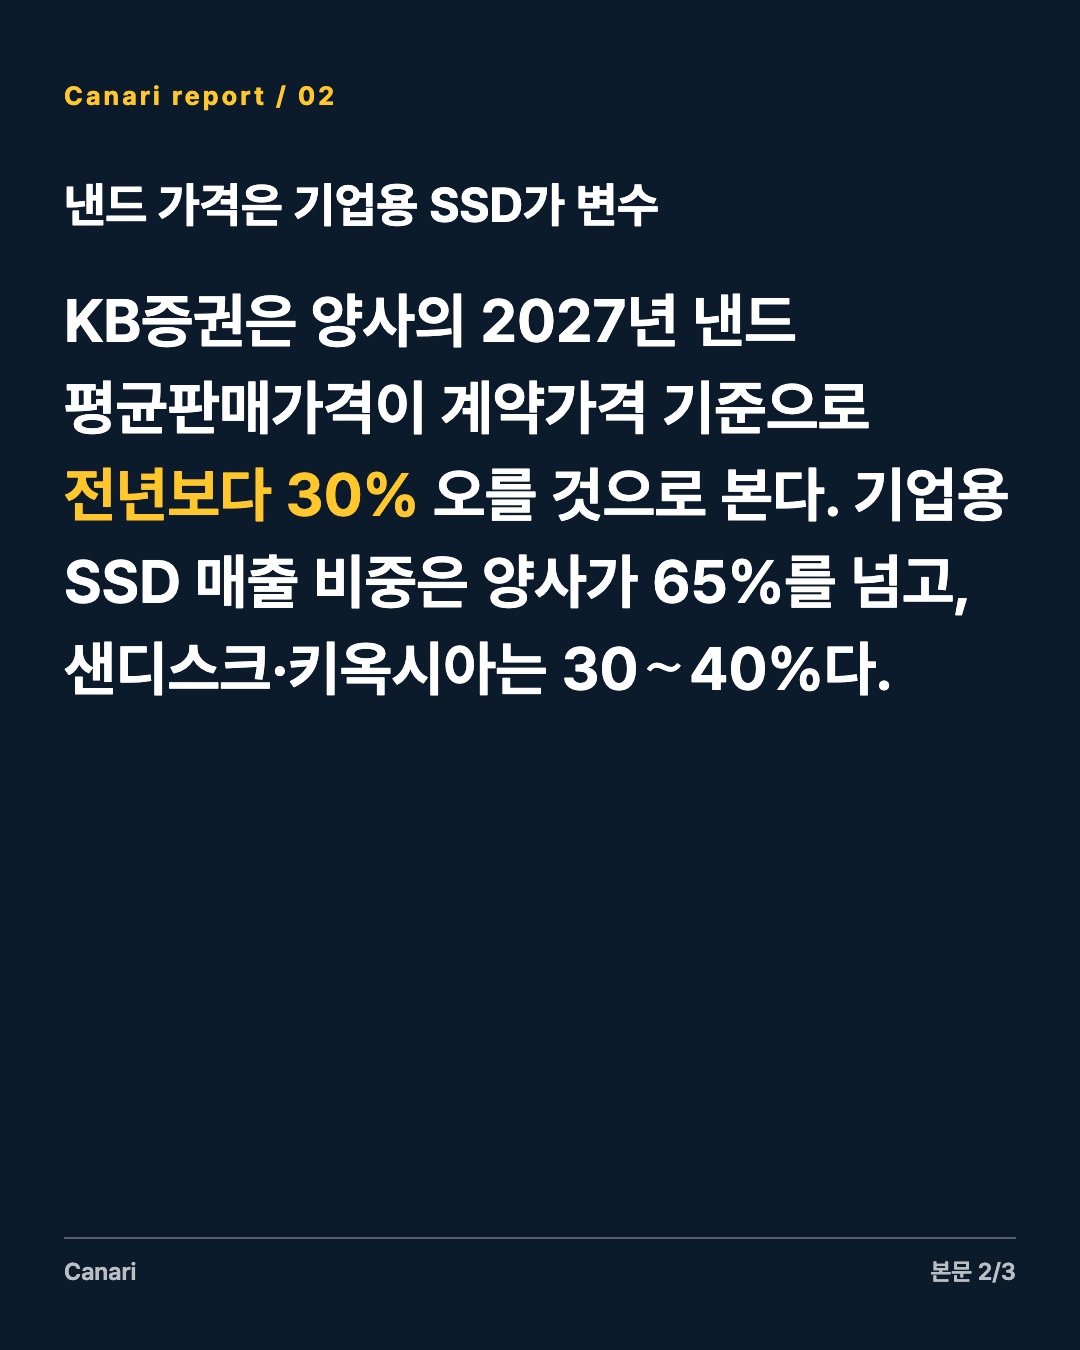 Canari report / 02
낸드 가격은 기업용 SSD가 변수
KB증권은 양사의 2027년 낸드
평균판매가격이 계약가격 기준으로
전년보다 30% 오를 것으로 본다. 기업용
SSD 매출 비중은 양사가 65%를 넘고,
샌디스크·키옥시아는 30~40%다.
Canari
본문 2/3